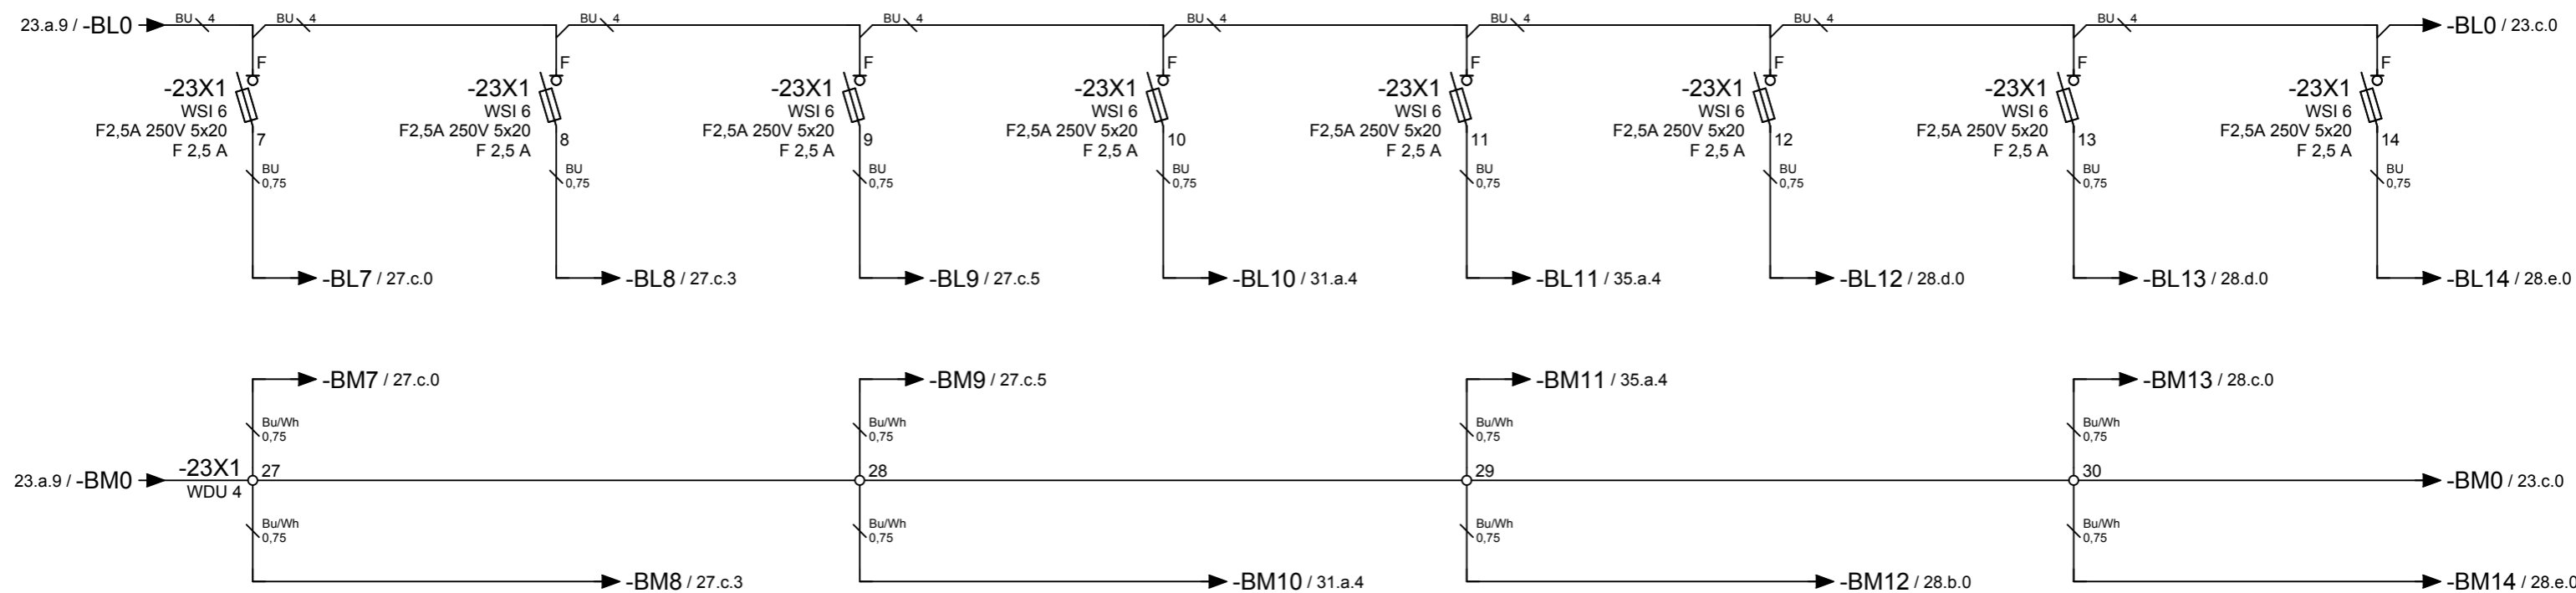 23.a.9 / -BL0 BU 4 BU 4 BU 4 BU 4 BU 4 BU 4 BU 4 BU 4 -BL0 / 23.c.0
F F F F F F F F
-23X1 -23X1 -23X1 -23X1 -23X1 -23X1 -23X1 -23X1
WSI 6 WSI 6 WSI 6 WSI 6 WSI 6 WSI 6 WSI 6 WSI 6
F2,5A 250V 5x20 F2,5A 250V 5x20 F2,5A 250V 5x20 F2,5A 250V 5x20 F2,5A 250V 5x20 F2,5A 250V 5x20 F2,5A 250V 5x20 F2,5A 250V 5x20
F 2,5 A 7 F 2,5 A 8 F 2,5 A 9 F 2,5 A 10 F 2,5 A 11 F 2,5 A 12 F 2,5 A 13 F 2,5 A 14
BU BU BU BU BU BU BU BU
0,75 0,75 0,75 0,75 0,75 0,75 0,75 0,75
-BL7 / 27.c.0 -BL8 / 27.c.3 -BL9 / 27.c.5 -BL10 / 31.a.4 -BL11 / 35.a.4 -BL12 / 28.d.0 -BL13 / 28.d.0 -BL14 / 28.e.0
-BM7 / 27.c.0 -BM9 / 27.c.5 -BM11 / 35.a.4 -BM13 / 28.c.0
Bu/Wh Bu/Wh Bu/Wh Bu/Wh
0,75 0,75 0,75 0,75
23.a.9 / -BM0 -23X1 27 28 29 30 -BM0 / 23.c.0
WDU 4
Bu/Wh Bu/Wh Bu/Wh Bu/Wh
0,75 0,75 0,75 0,75
-BM8 / 27.c.3 -BM10 / 31.a.4 -BM12 / 28.b.0 -BM14 / 28.e.0